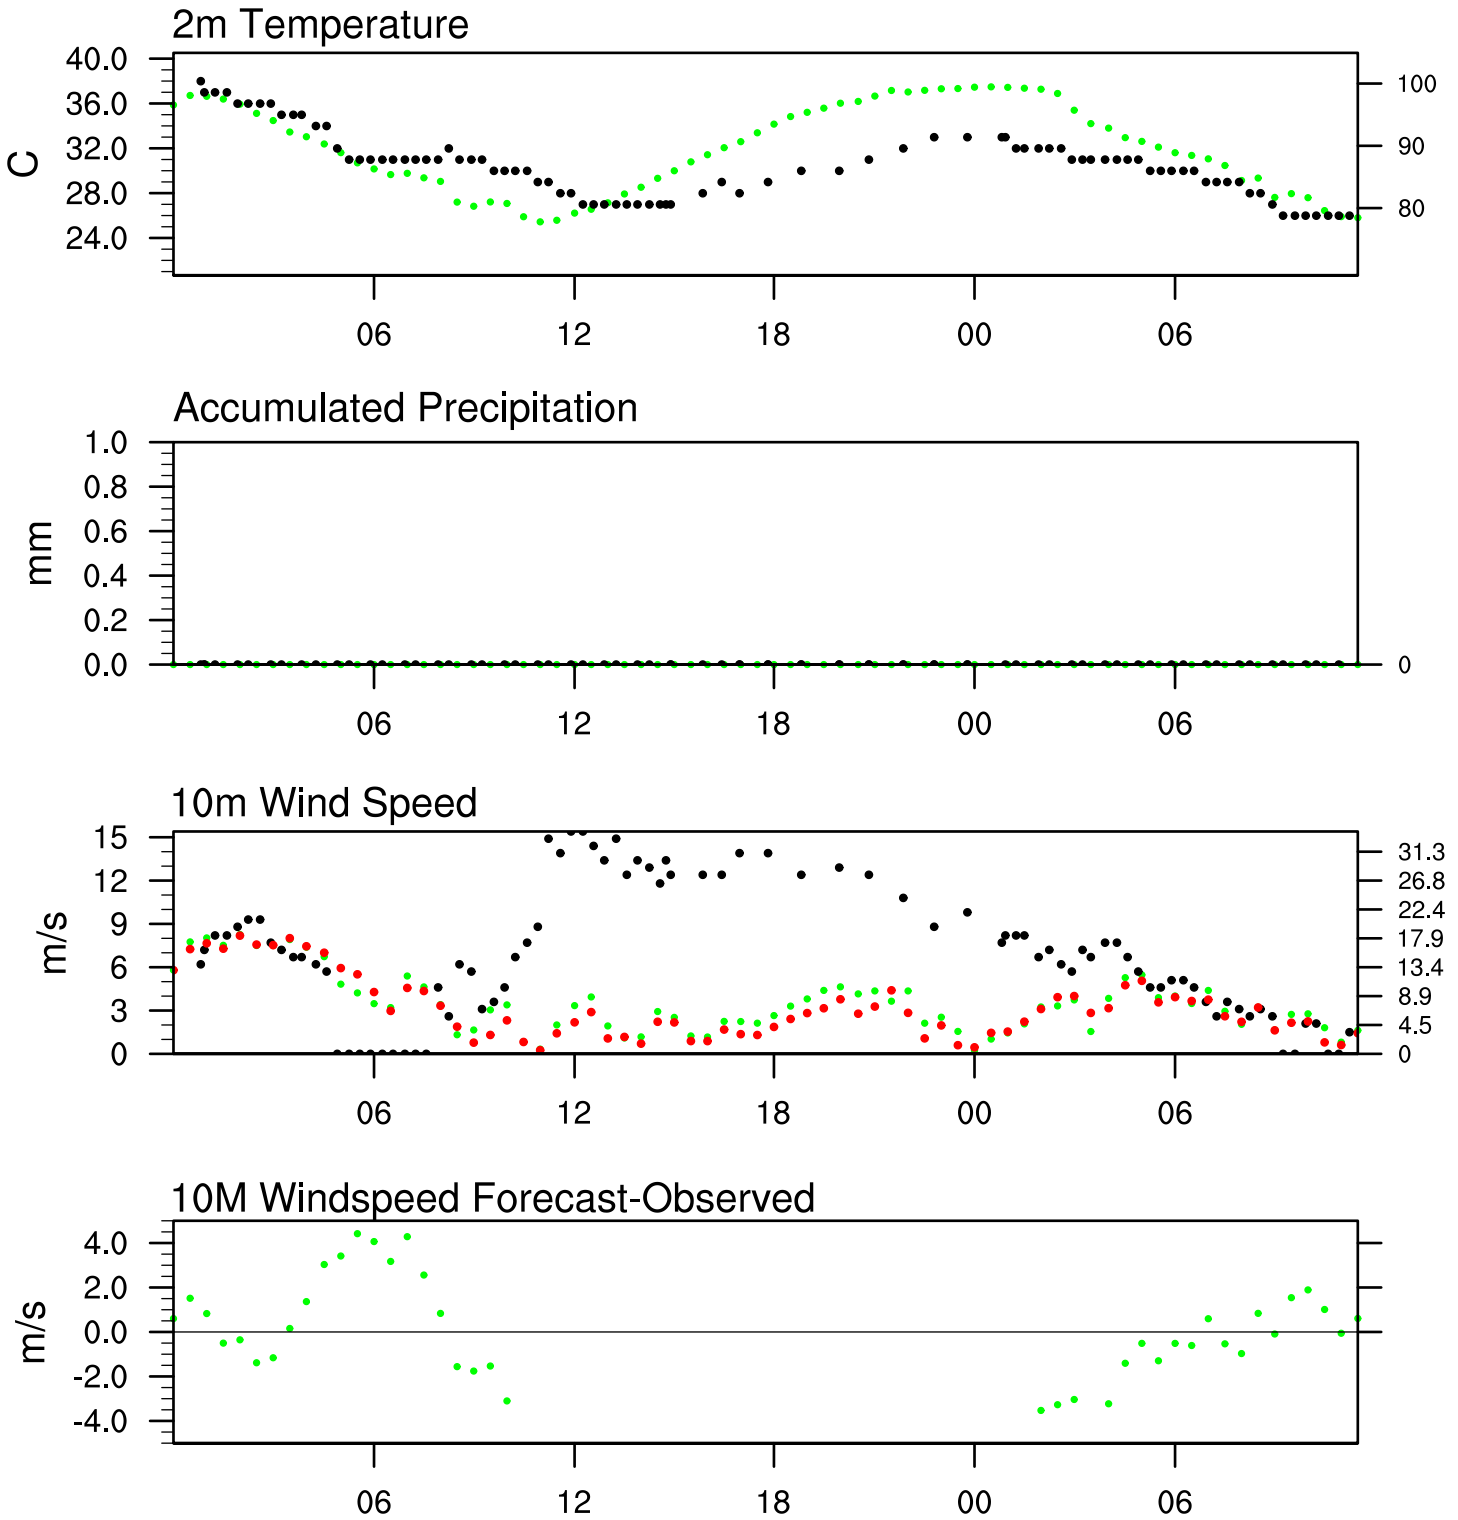 2m Temperature
40.0
36.0
32.0
28.0
24.0
C
100
90
80
06 12 18 00 06
Accumulated Precipitation
1.0
0.8
0.6
0.4
0.2
0.0
mm
0
06 12 18 00 06
10m Wind Speed
15
12
9
6
3
0
m/s
31.3
26.8
22.4
17.9
13.4
8.9
4.5
0
06 12 18 00 06
10M Windspeed Forecast-Observed
4.0
2.0
0.0
-2.0
-4.0
m/s
06 12 18 00 06